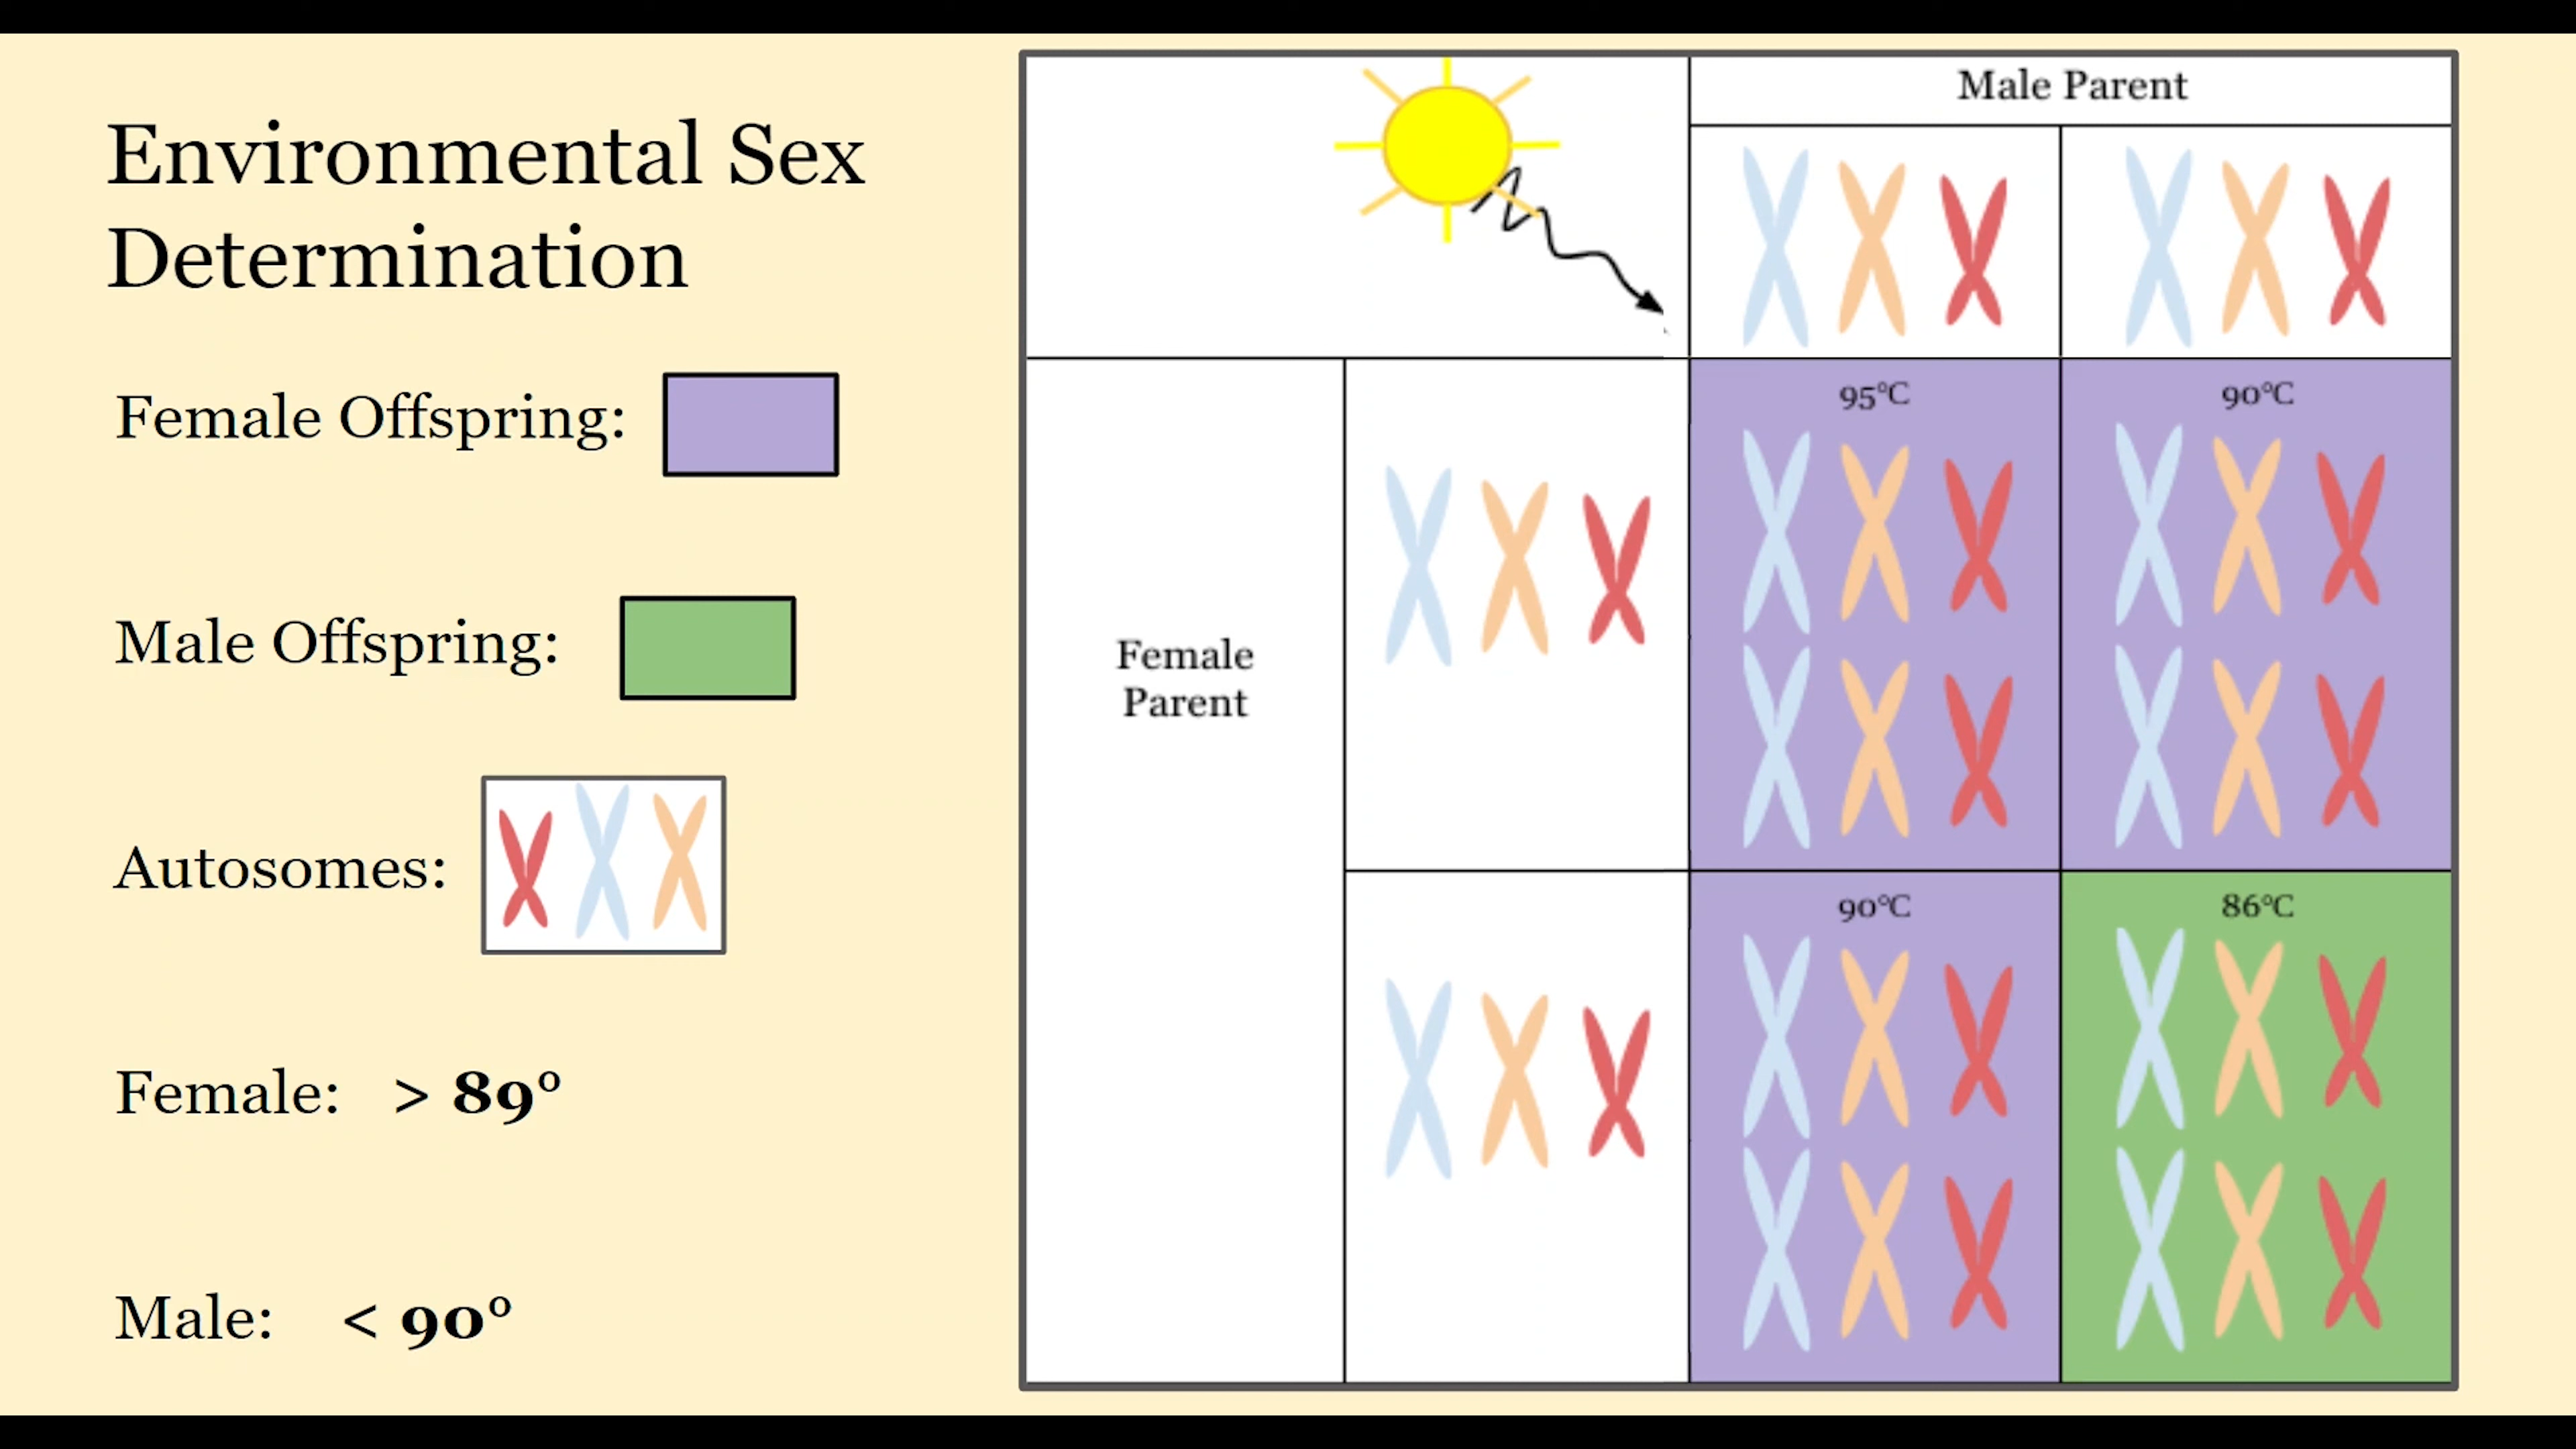 Environmental Sex
Determination
Female Offspring:
Male Offspring:
Autosomes:
Female: > 89°
Male: < 90°
Male Parent
Female
Parent
95°C
90°C
90°C
86°C